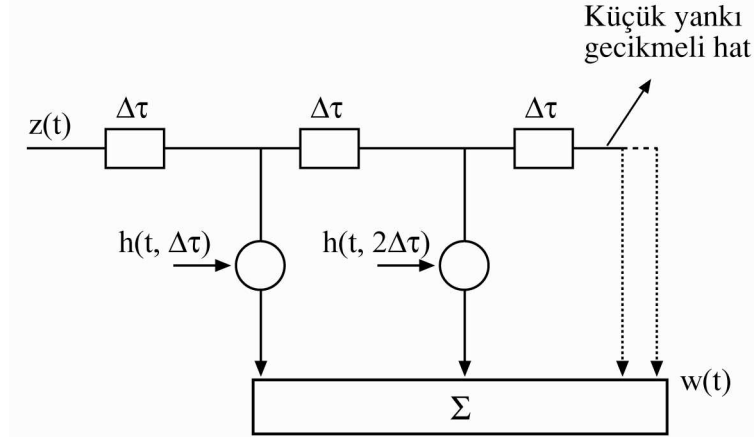 Küçük yankı
gecikmeli hat
z(t)
Δτ
Δτ
Δτ
h(t, Δτ)
h(t, 2Δτ)
w(t)
Σ